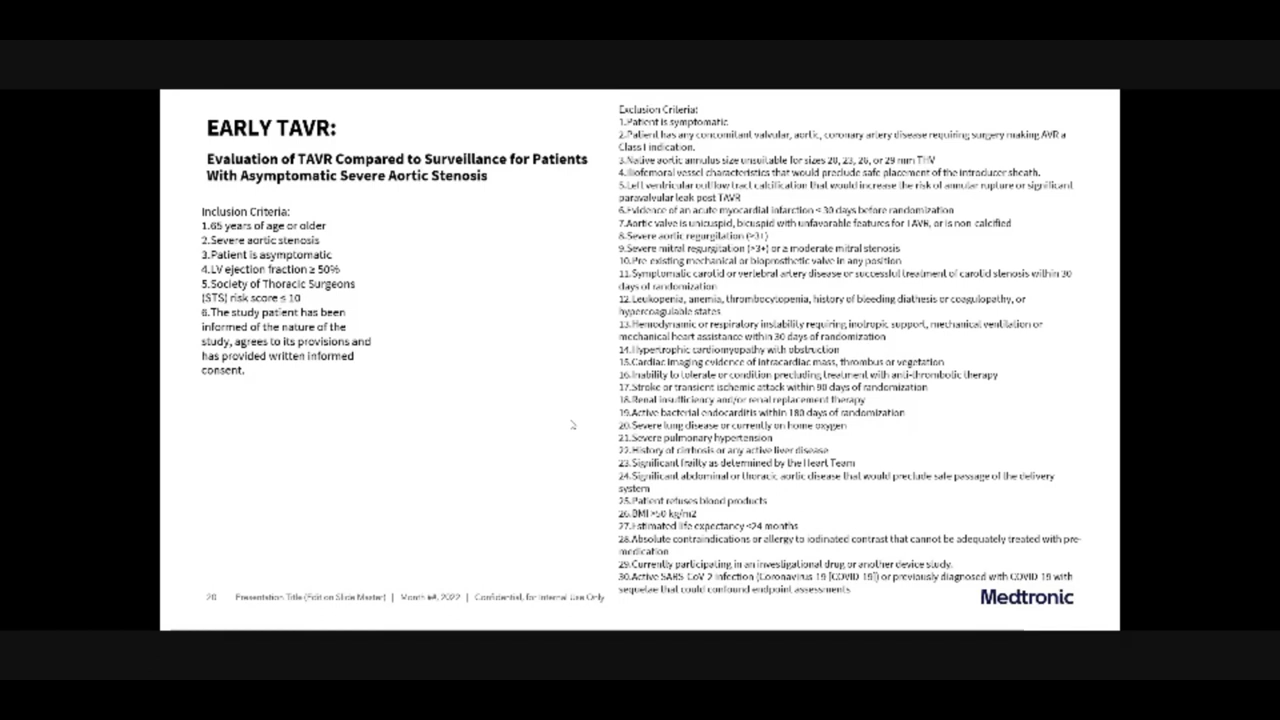 EARLY TAVR:
Evaluation of TAVR Compared to Surveillance for Patients
With Asymptomatic Severe Aortic Stenosis
Inclusion Criteria:
1.65 years of age or older
2.Severe aortic stenosis
3.Patient is asymptomatic
4.LV ejection fraction ≥ 50%
5.Society of Thoracic Surgeons
(STS) risk score ≤ 10
6.The study patient has been
informed of the nature of the
study, agrees to its provisions and
has provided written informed
consent.
Exclusion Criteria:
1.Patient is symptomatic
2.Patient has any concomitant valvular, aortic, coronary artery disease requiring surgery making AVR a
Class I indication.
3.Native aortic annulus size unsuitable for sizes 20, 23, 26, or 29 mm THV
4.Iliofemoral vessel characteristics that would preclude safe placement of the introducer sheath.
5.Left ventricular outflow tract calcification that would increase the risk of annular rupture or significant
paravalvular leak post TAVR
6.Evidence of an acute myocardial infarction ≤ 30 days before randomization
7.Aortic valve is unicuspid, bicuspid with unfavorable features for TAVR, or is non-calcified
8.Severe aortic regurgitation (>3+)
9.Severe mitral regurgitation (>3+) or ≥ moderate mitral stenosis
10.Pre-existing mechanical or bioprosthetic valve in any position
11.Symptomatic carotid or vertebral artery disease or successful treatment of carotid stenosis within 30
days of randomization
12.Leukopenia, anemia, thrombocytopenia, history of bleeding diathesis or coagulopathy, or
hypercoagulable states
13.Hemodynamic or respiratory instability requiring inotropic support, mechanical ventilation or
mechanical heart assistance within 30 days of randomization
14.Hypertrophic cardiomyopathy with obstruction
15.Cardiac imaging evidence of intracardiac mass, thrombus or vegetation
16.Inability to tolerate or condition precluding treatment with anti-thrombotic therapy
17.Stroke or transient ischemic attack within 90 days of randomization
18.Renal insufficiency and/or renal replacement therapy
19.Active bacterial endocarditis within 180 days of randomization
20.Severe lung disease or currently on home oxygen
21.Severe pulmonary hypertension
22.History of cirrhosis or any active liver disease
23.Significant frailty as determined by the Heart Team
24.Significant abdominal or thoracic aortic disease that would preclude safe passage of the delivery
system
25.Patient refuses blood products
26.BMI >50 kg/m2
27.Estimated life expectancy <24 months
28.Absolute contraindications or allergy to iodinated contrast that cannot be adequately treated with pre-
medication
29.Currently participating in an investigational drug or another device study.
30.Active SARS-CoV-2 infection (Coronavirus-19 [COVID-19]) or previously diagnosed with COVID-19 with
sequelae that could confound endpoint assessments
Presentation Title (Edit on Slide Master) | Month ##, 2022 | Confidential, for Internal Use Only
Medtronic